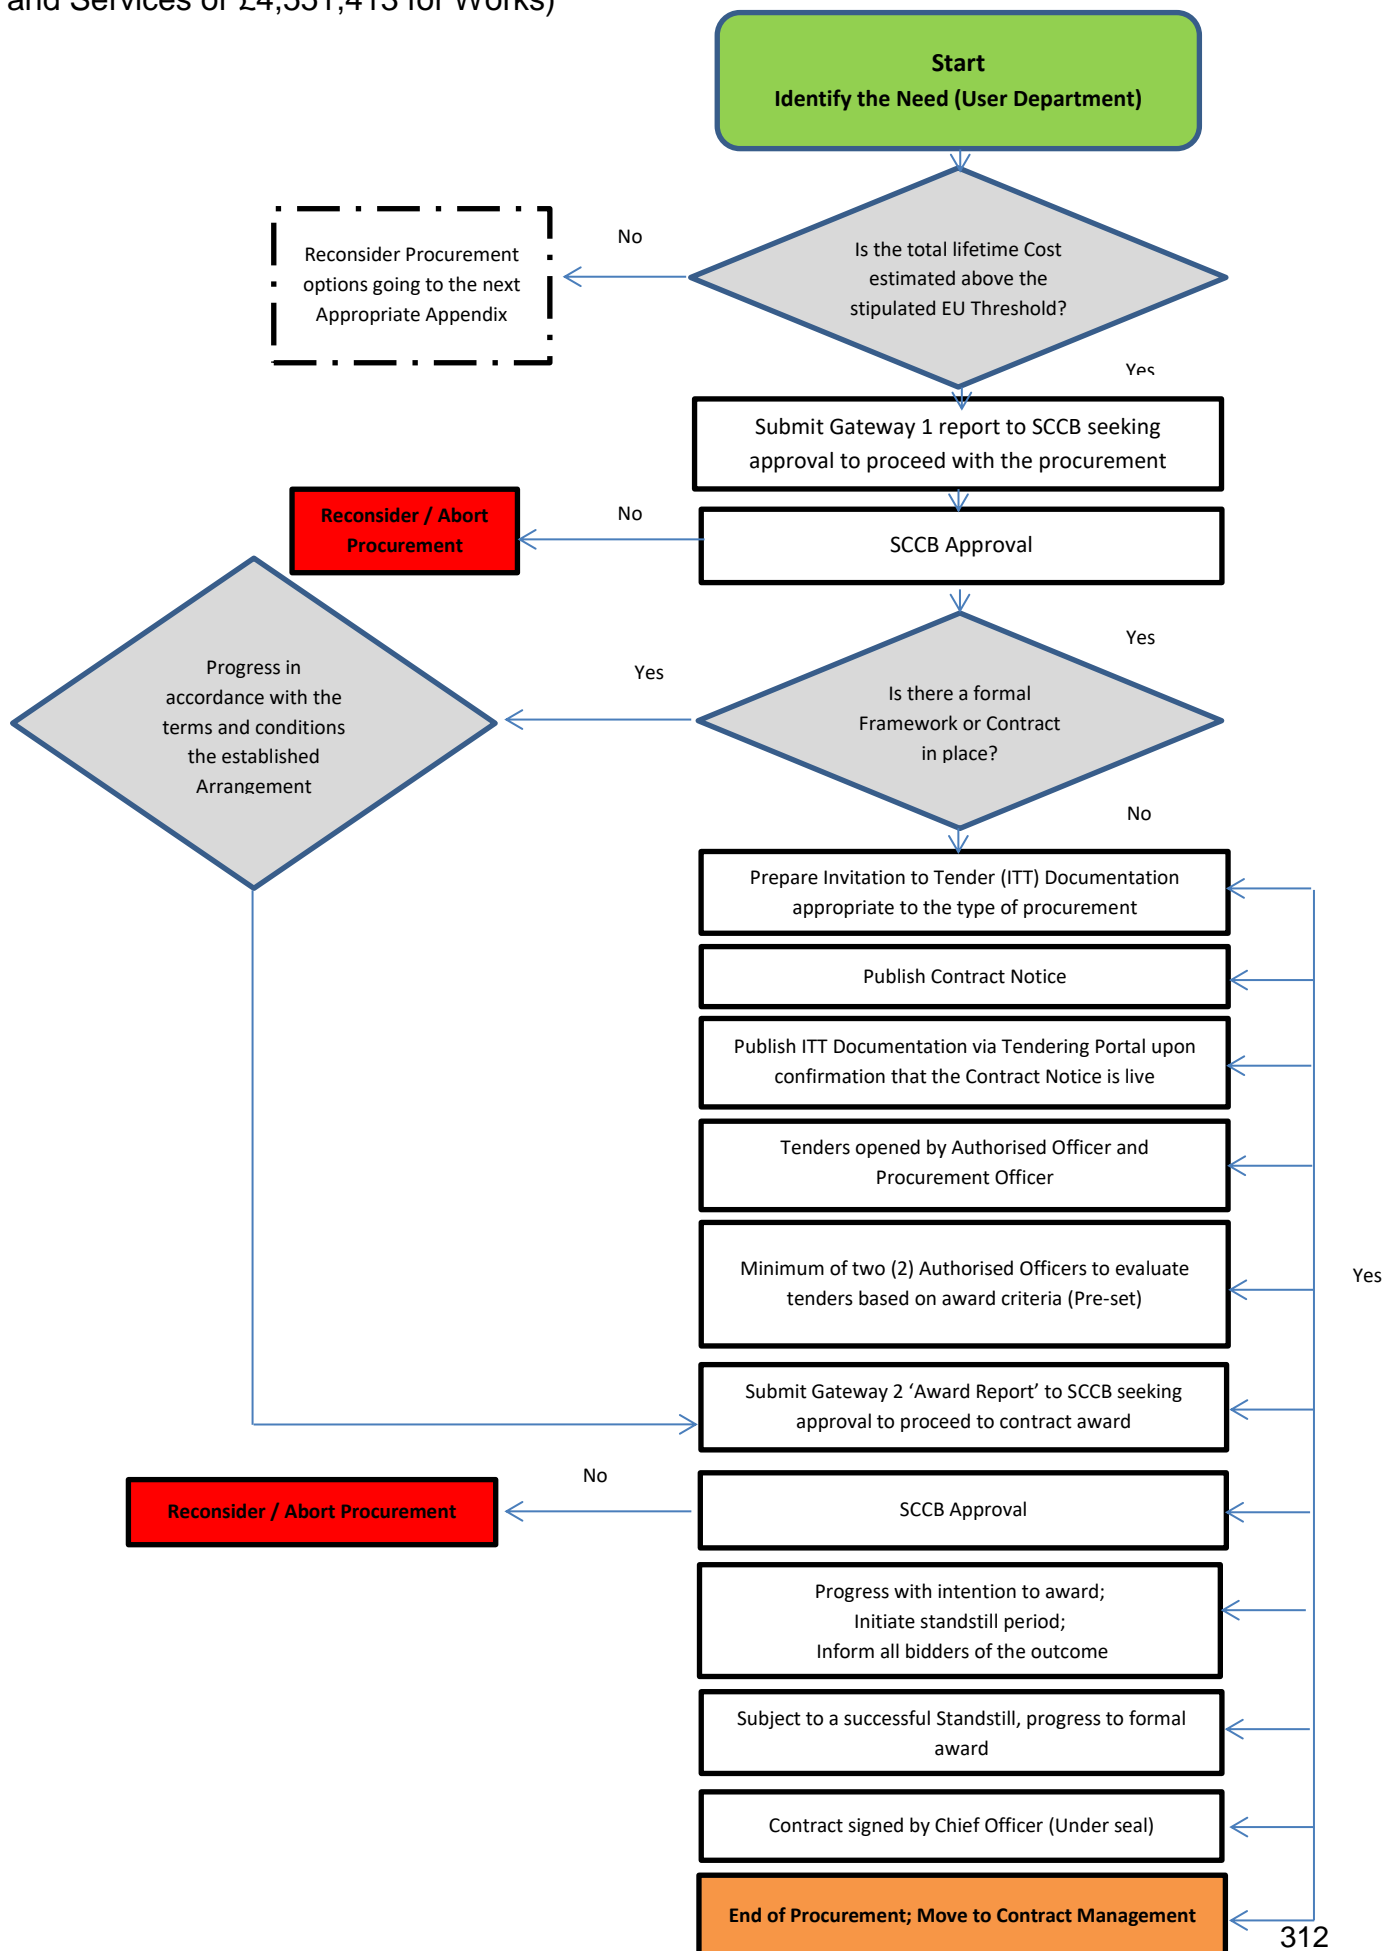 and Services or £4,551,413 for Works)
Start
Identify the Need (User Department)
Is the total lifetime Cost
estimated above the
stipulated EU Threshold?
No
Reconsider Procurement
options going to the next
Appropriate Appendix
Yes
Submit Gateway 1 report to SCCB seeking
approval to proceed with the procurement
No
Reconsider / Abort
Procurement
SCCB Approval
Yes
Is there a formal
Framework or Contract
in place?
Yes
Progress in
accordance with the
terms and conditions
the established
Arrangement
No
Prepare Invitation to Tender (ITT) Documentation
appropriate to the type of procurement
Publish Contract Notice
Publish ITT Documentation via Tendering Portal upon
confirmation that the Contract Notice is live
Tenders opened by Authorised Officer and
Procurement Officer
Minimum of two (2) Authorised Officers to evaluate
tenders based on award criteria (Pre-set)
Yes
Submit Gateway 2 ‘Award Report’ to SCCB seeking
approval to proceed to contract award
No
Reconsider / Abort Procurement
SCCB Approval
Progress with intention to award;
Initiate standstill period;
Inform all bidders of the outcome
Subject to a successful Standstill, progress to formal
award
Contract signed by Chief Officer (Under seal)
End of Procurement; Move to Contract Management
312